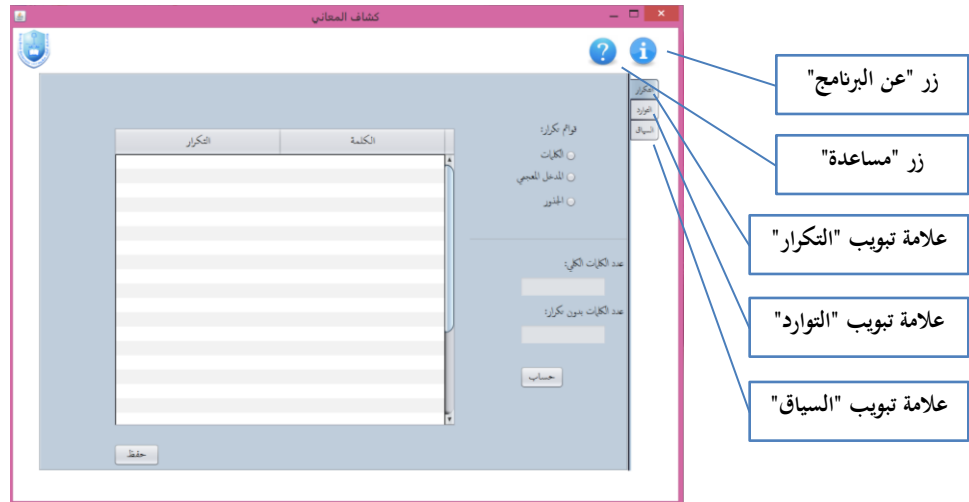 كشاف المعاني
زر "عن البرنامج"
زر "مساعدة"
علامة تبويب "التكرار"
علامة تبويب "التوارد"
علامة تبويب "السياق"
التكرار
التوارد
السياق
قوائم تكرار:
الكلمات
المدخل المعجمي
الجذور
عدد الكلمات الكلي:
عدد الكلمات بدون تكرار:
حساب
الكلمة
التكرار
حفظ